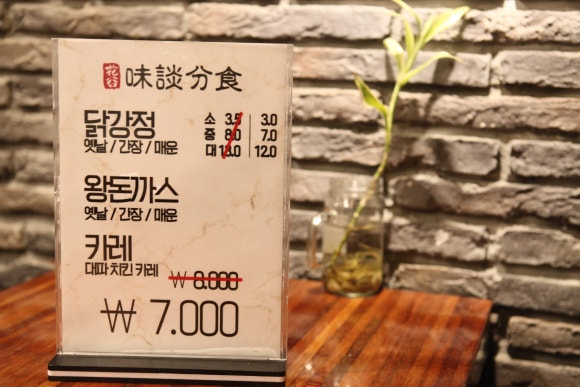 花谷 味談分食
닭강정 소 3.5 3.0
옛날 / 간장 / 매운 중 8.0 7.0
대 13.0 12.0
왕돈까스
옛날 / 간장 / 매운
카레
대파 치킨 카레 ₩ 8.000
₩ 7.000